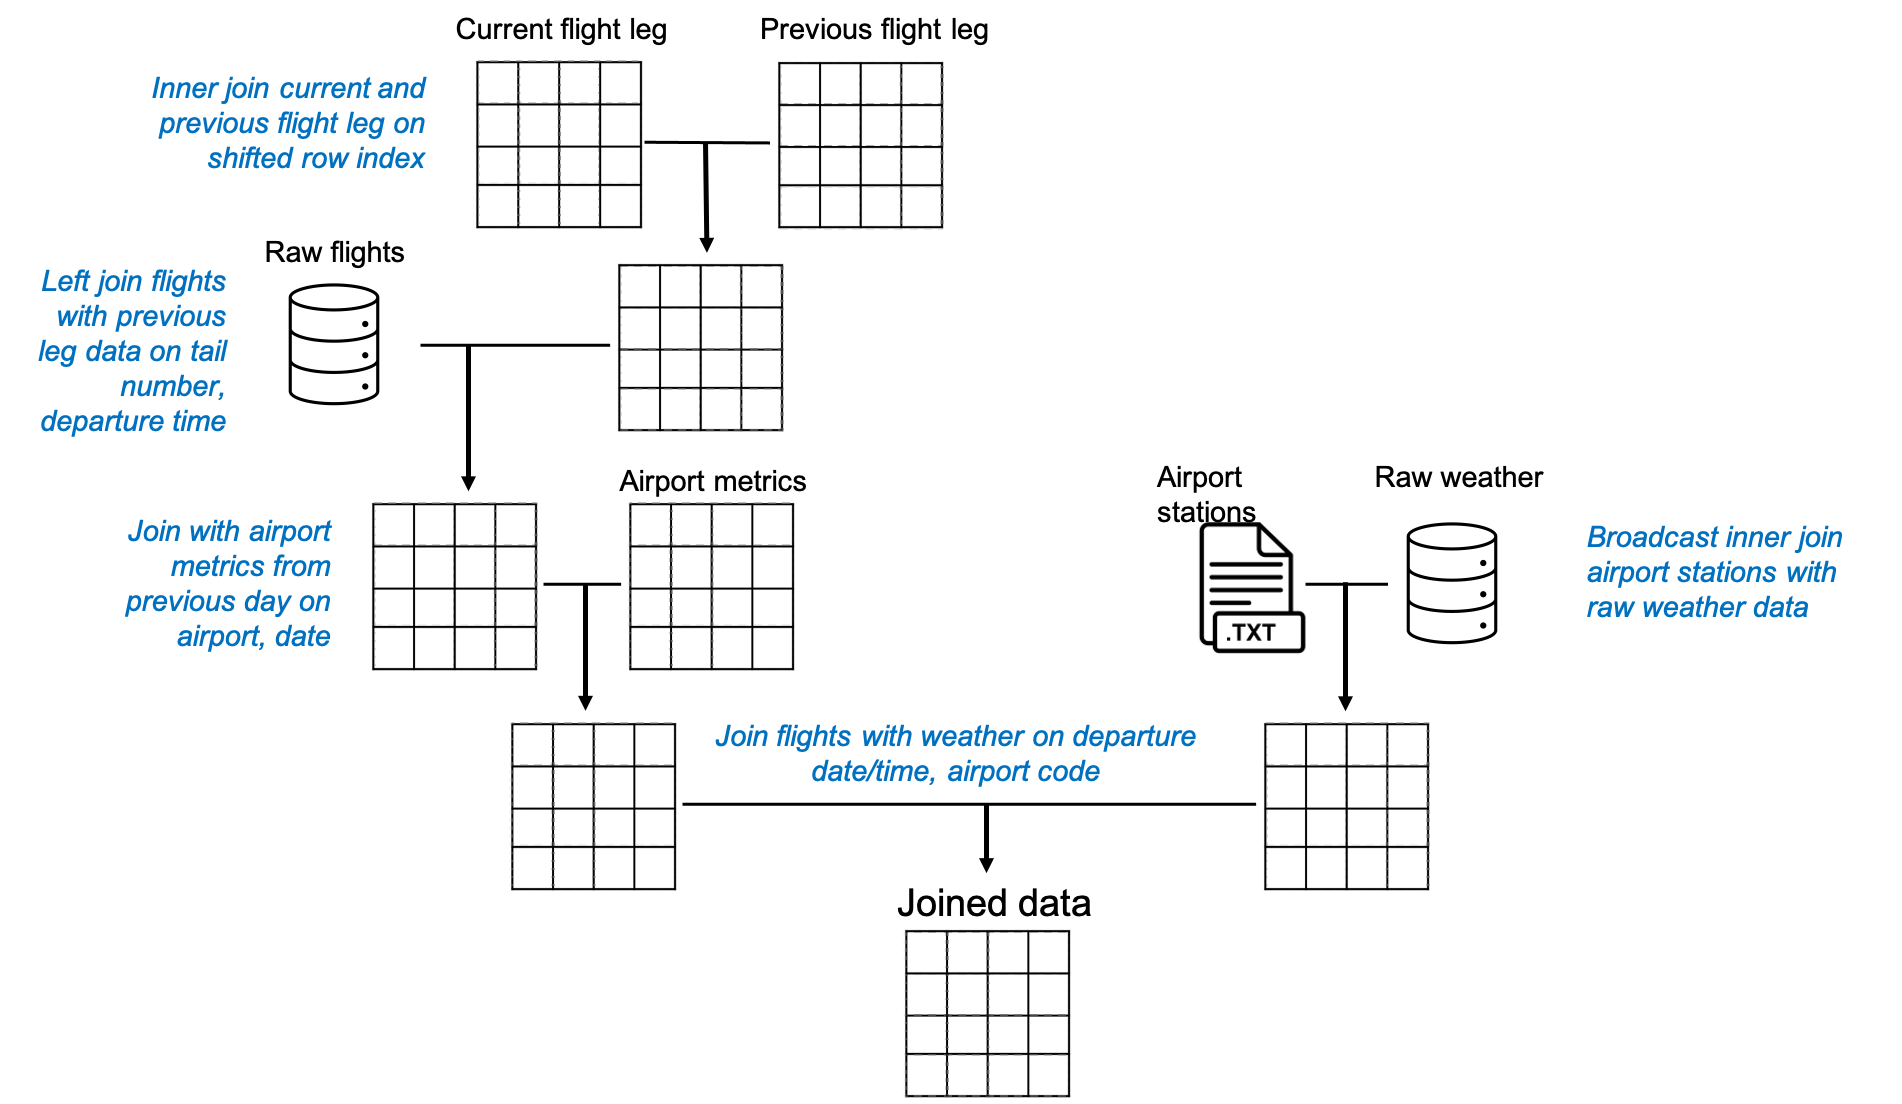 Current flight leg
Previous flight leg
Inner join current and
previous flight leg on
shifted row index
Raw flights
Left join flights
with previous
leg data on tail
number,
departure time
Airport metrics
Airport
stations
Raw weather
Join with airport
metrics from
previous day on
airport, date
.TXT
Broadcast inner join
airport stations with
raw weather data
Join flights with weather on departure
date/time, airport code
Joined data